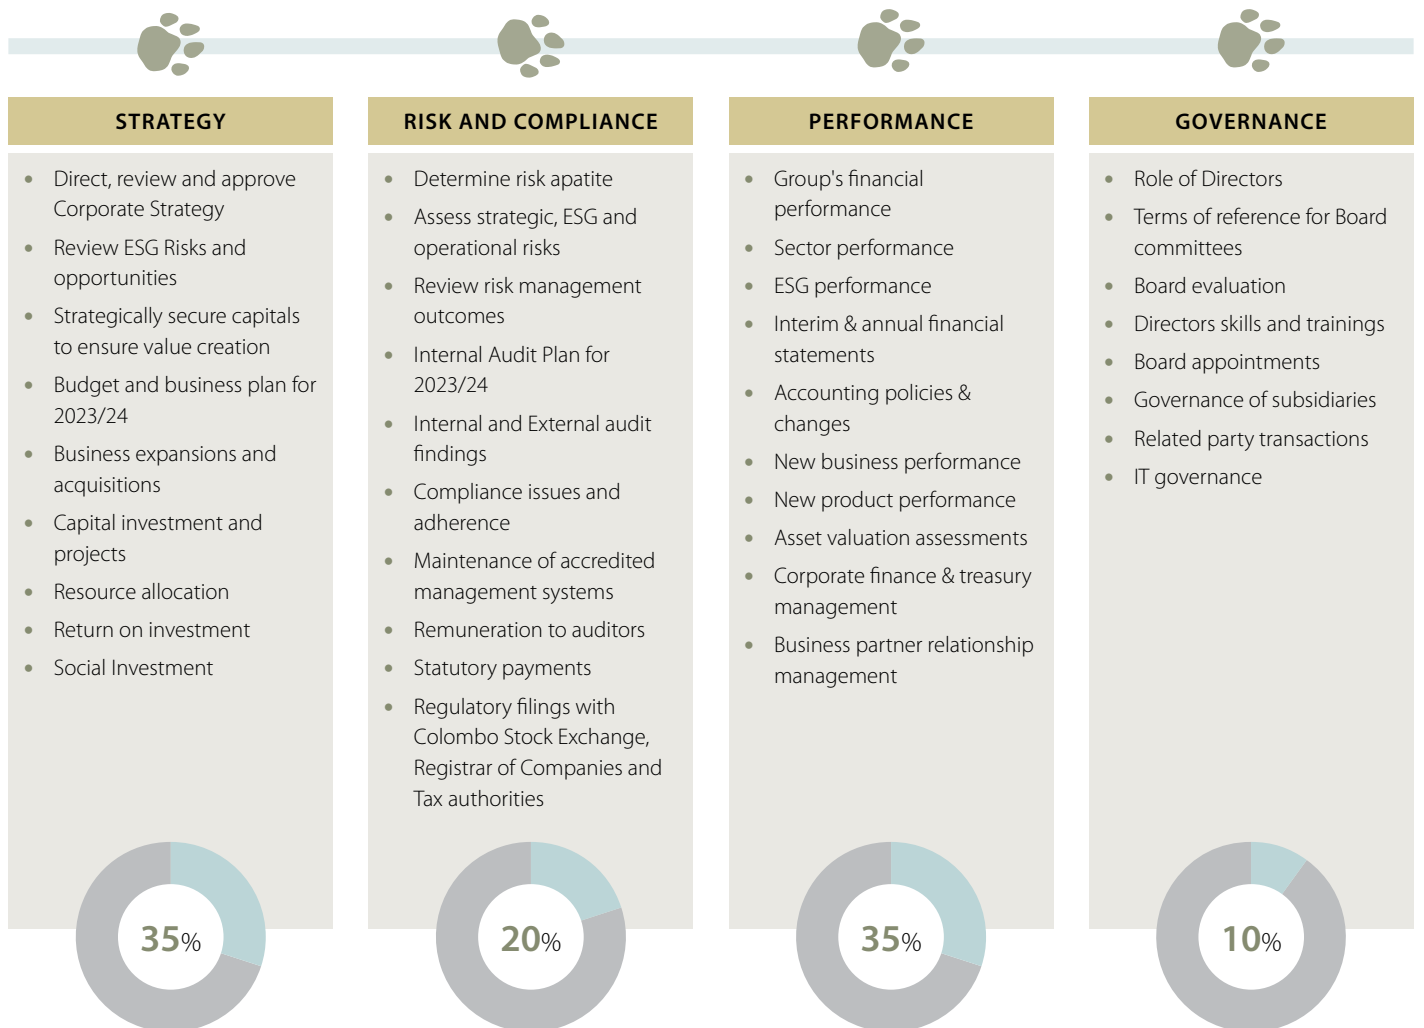 STRATEGY
• Direct, review and approve
Corporate Strategy
• Review ESG Risks and
opportunities
• Strategically secure capitals
to ensure value creation
• Budget and business plan for
2023/24
• Business expansions and
acquisitions
• Capital investment and
projects
• Resource allocation
• Return on investment
• Social Investment
35%
RISK AND COMPLIANCE
• Determine risk apatite
• Assess strategic, ESG and
operational risks
• Review risk management
outcomes
• Internal Audit Plan for
2023/24
• Internal and External audit
findings
• Compliance issues and
adherence
• Maintenance of accredited
management systems
• Remuneration to auditors
• Statutory payments
• Regulatory filings with
Colombo Stock Exchange,
Registrar of Companies and
Tax authorities
20%
PERFORMANCE
• Group's financial
performance
• Sector performance
• ESG performance
• Interim & annual financial
statements
• Accounting policies &
changes
• New business performance
• New product performance
• Asset valuation assessments
• Corporate finance & treasury
management
• Business partner relationship
management
35%
GOVERNANCE
• Role of Directors
• Terms of reference for Board
committees
• Board evaluation
• Directors skills and trainings
• Board appointments
• Governance of subsidiaries
• Related party transactions
• IT governance
10%